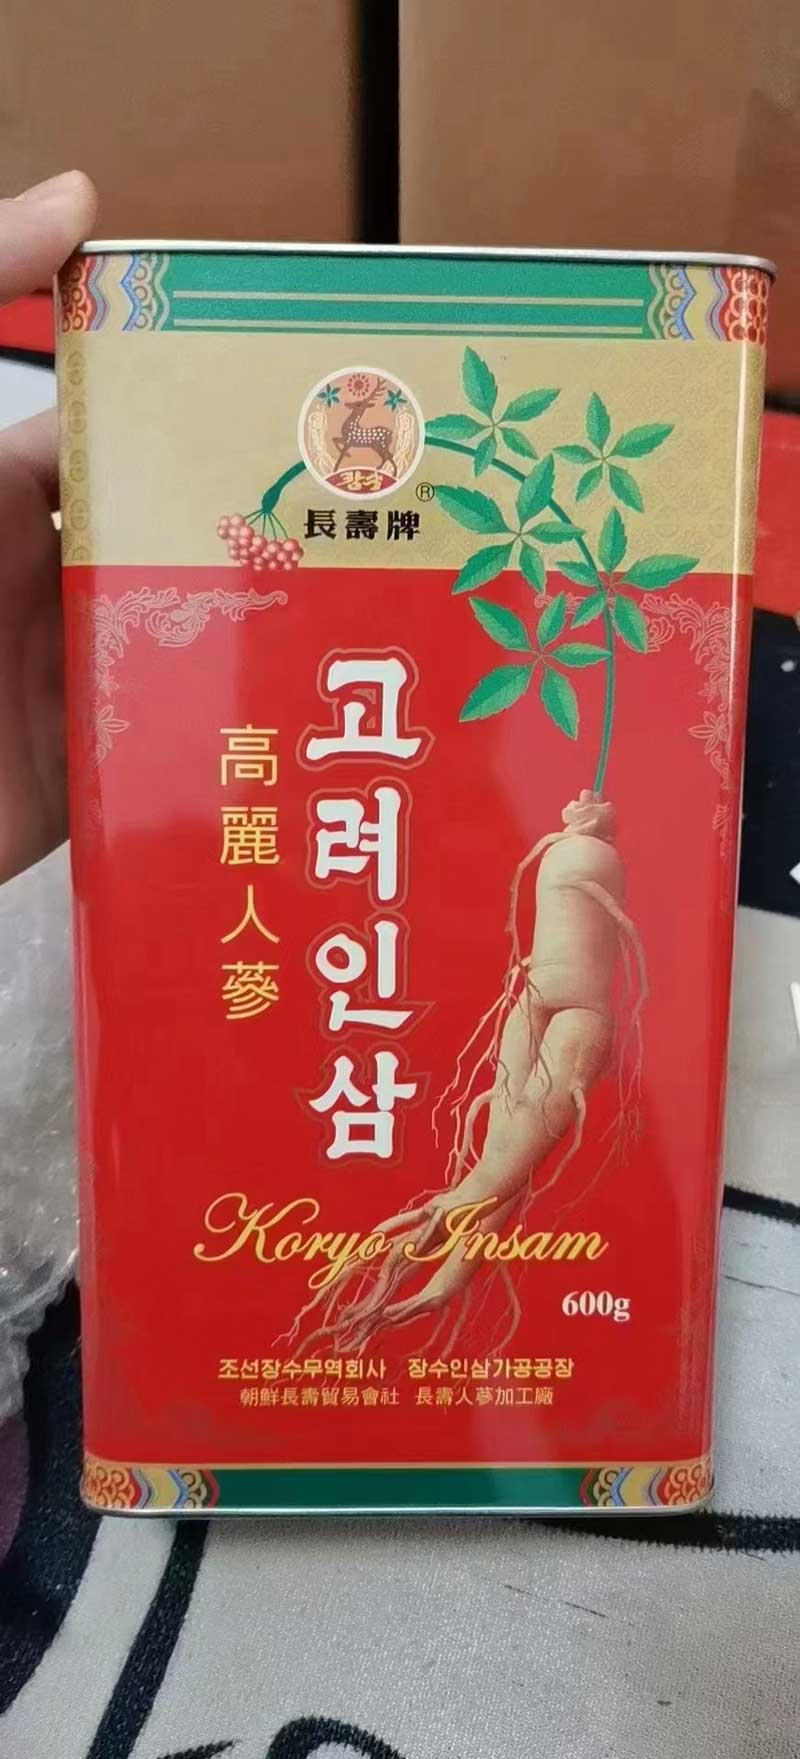 장수
®
長壽牌
고려인삼
高麗人蔘
Koryo Insam
600g
조선장수무역회사 장수인삼가공공장
朝鮮長壽貿易會社 長壽人蔘加工廠